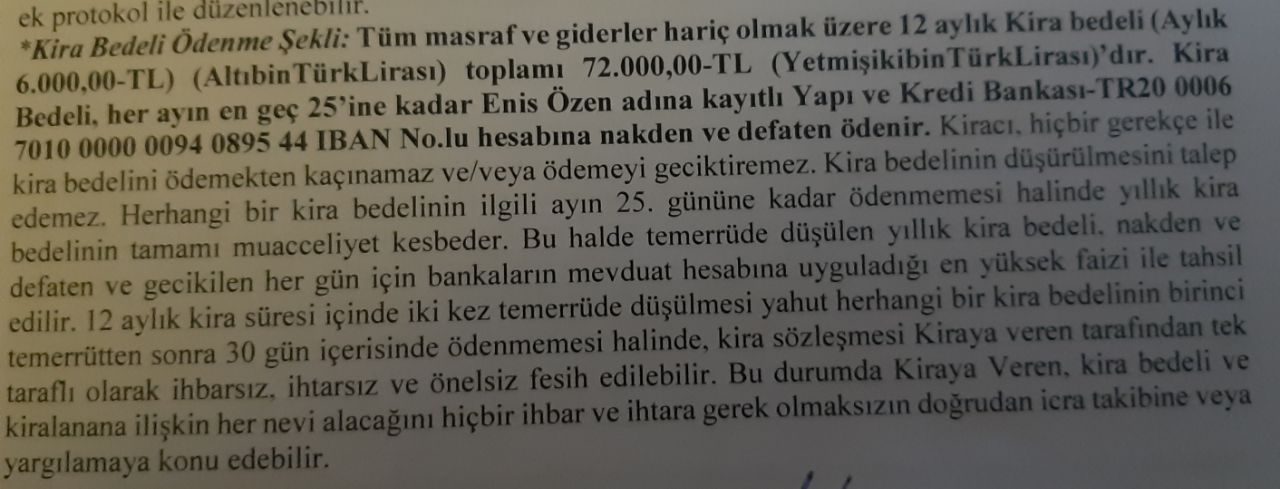 ek protokol ile düzenlenebilir.
*Kira Bedeli Ödenme Şekli: Tüm masraf ve giderler hariç olmak üzere 12 aylık Kira bedeli (Aylık
6.000,00-TL) (AltıbinTürkLirası) toplamı 72.000,00-TL (YetmişikibinTürkLirası)'dır. Kira
Bedeli, her ayın en geç 25'ine kadar Enis Özen adına kayıtlı Yapı ve Kredi Bankası-TR20 0006
7010 0000 0094 0895 44 IBAN No.lu hesabına nakden ve defaten ödenir. Kiracı, hiçbir gerekçe ile
kira bedelini ödemekten kaçınamaz ve/veya ödemeyi geciktiremez. Kira bedelinin düşürülmesini talep
edemez. Herhangi bir kira bedelinin ilgili ayın 25. gününe kadar ödenmemesi halinde yıllık kira
bedelinin tamamı muacceliyet kesbeder. Bu halde temerrüde düşülen yıllık kira bedeli, nakden ve
defaten ve gecikilen her gün için bankaların mevduat hesabına uyguladığı en yüksek faizi ile tahsil
edilir. 12 aylık kira süresi içinde iki kez temerrüde düşülmesi yahut herhangi bir kira bedelinin birinci
temerrütten sonra 30 gün içerisinde ödenmemesi halinde, kira sözleşmesi Kiraya veren tarafından tek
taraflı olarak ihbarsız, ihtarsız ve önelsiz fesih edilebilir. Bu durumda Kiraya Veren, kira bedeli ve
kiralanana ilişkin her nevi alacağını hiçbir ihbar ve ihtara gerek olmaksızın doğrudan icra takibine veya
yargılamaya konu edebilir.